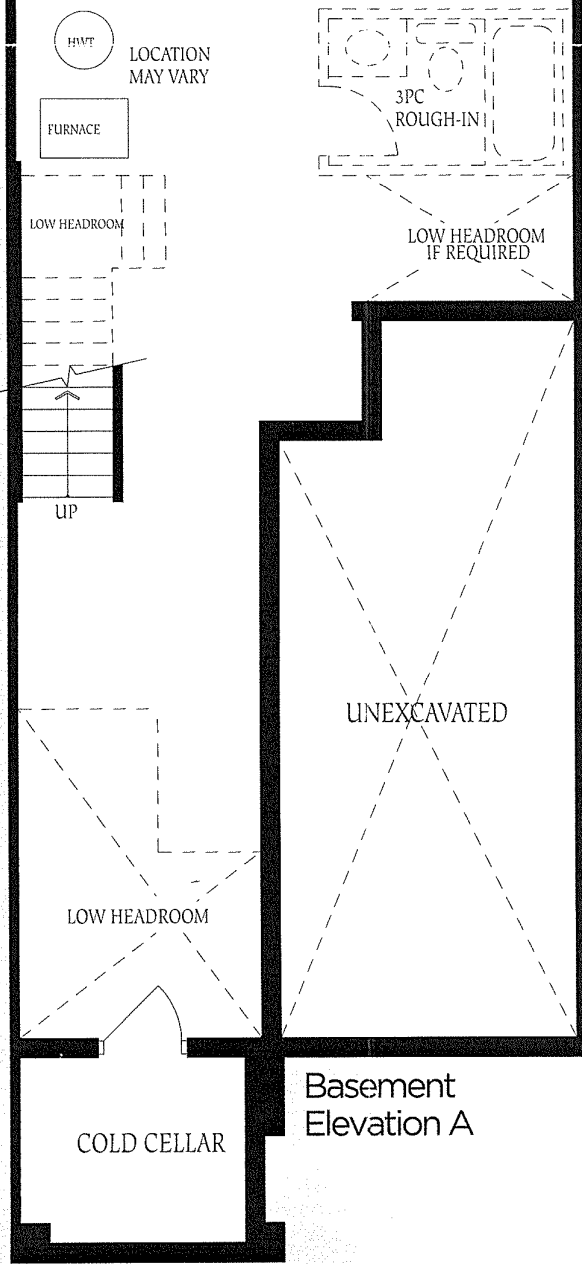 HWT
LOCATION
MAY VARY
FURNACE
3PC
ROUGH-IN
LOW HEADROOM
LOW HEADROOM
IF REQUIRED
UP
UNEXCAVATED
LOW HEADROOM
COLD CELLAR
Basement
Elevation A